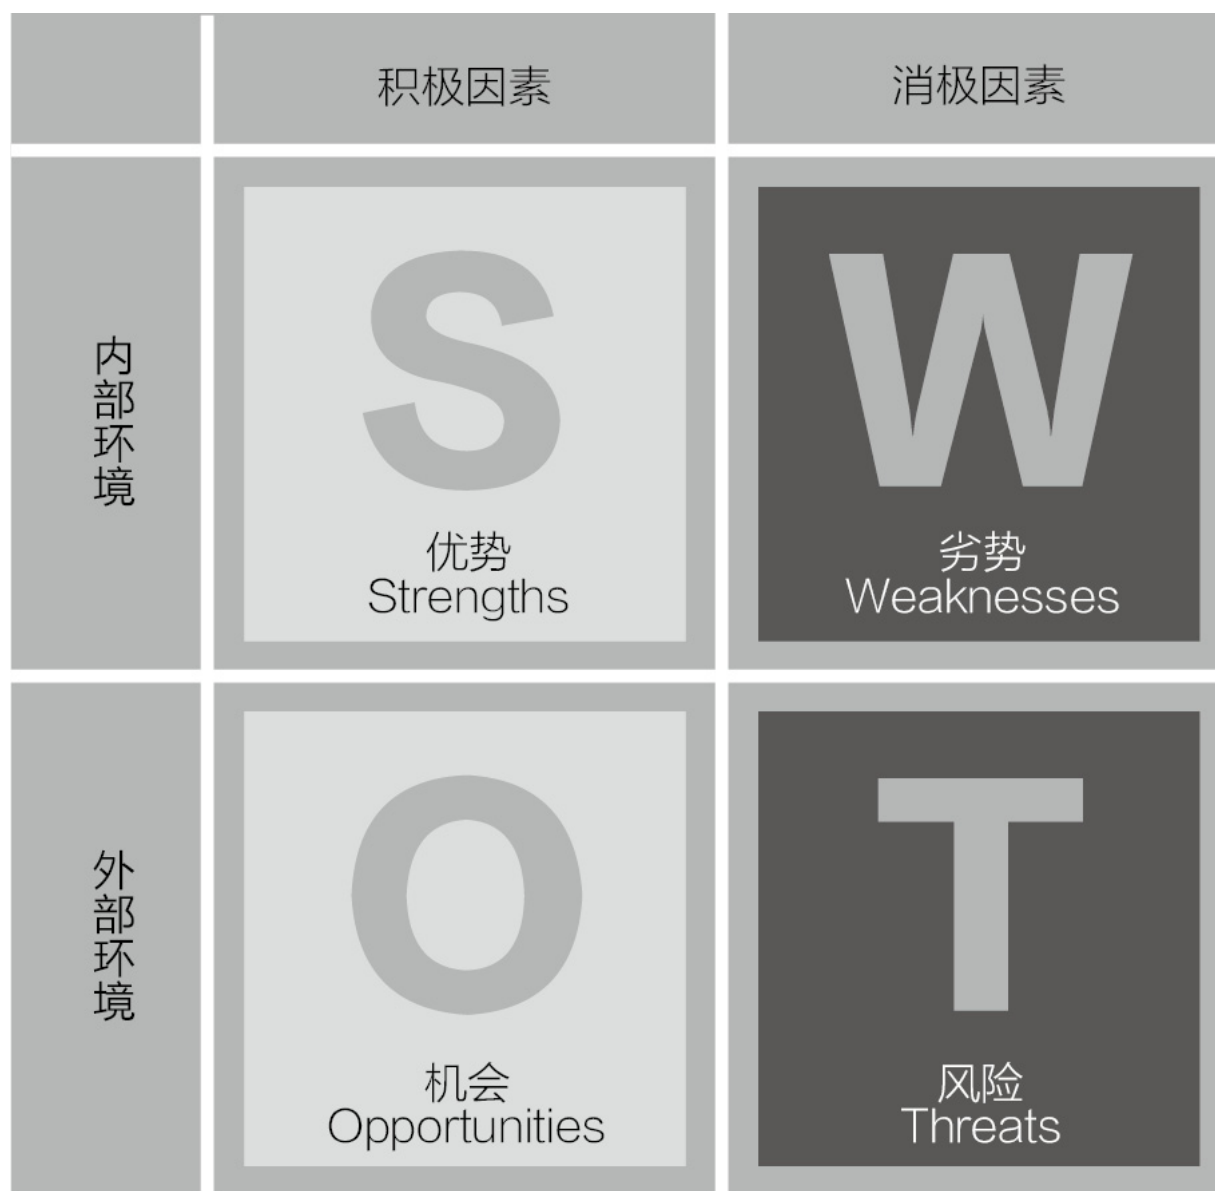 积极因素
消极因素
内部环境
S
优势
Strengths
W
劣势
Weaknesses
外部环境
O
机会
Opportunities
T
风险
Threats